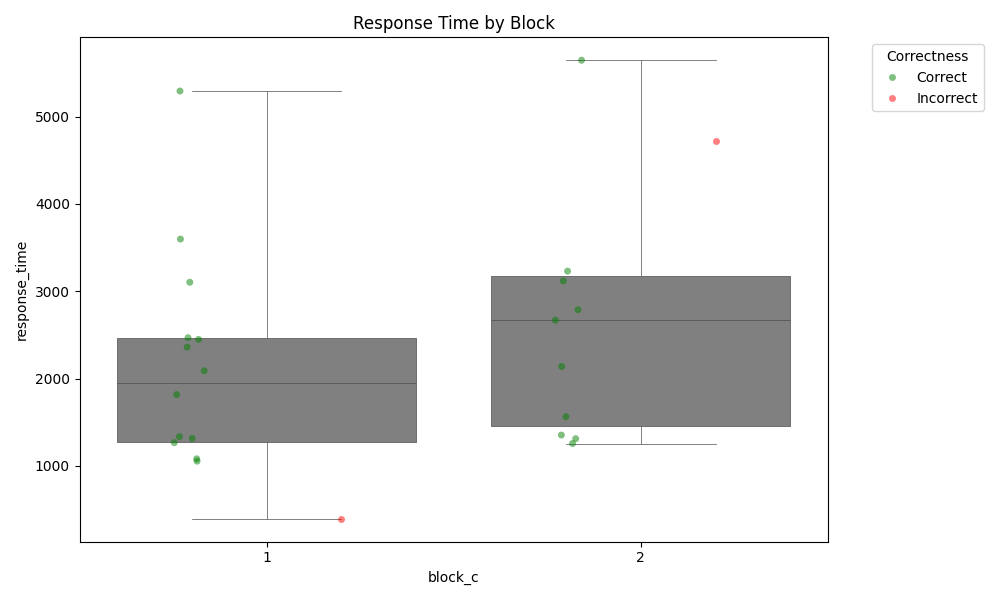 Response Time by Block
Correctness
Correct
Incorrect
response_time
5000
4000
3000
2000
1000
1
2
block_c